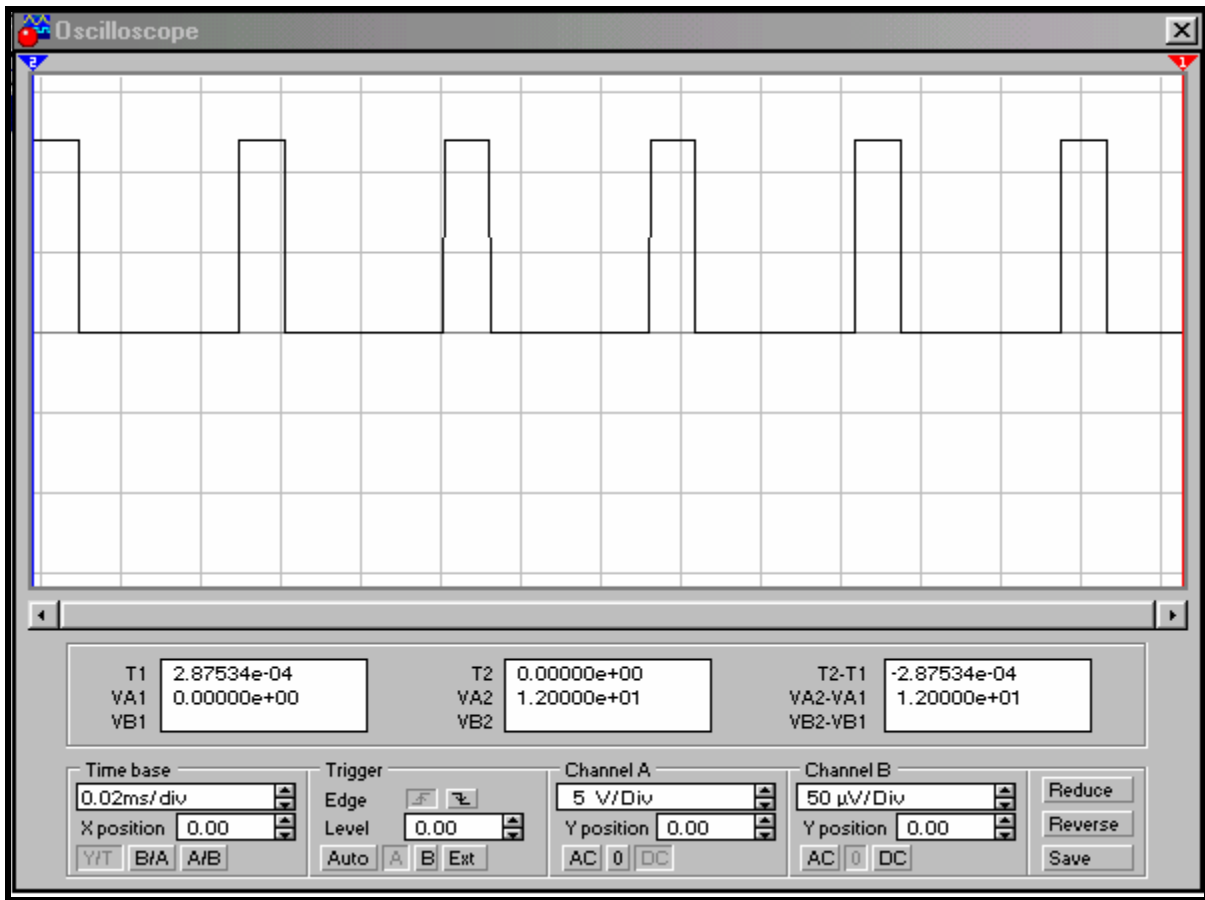 Oscilloscope
2 1
T1 2.87534e-04 T2 0.00000e+00 T2-T1 -2.87534e-04
VA1 0.00000e+00 VA2 1.20000e+01 VA2-VA1 1.20000e+01
VB1 VB2 VB2-VB1
Time base Trigger Channel A Channel B
0.02ms/div Edge 5 V/Div 50 µV/Div Reduce
X position 0.00 Level 0.00 Y position 0.00 Y position 0.00 Reverse
Y/T B/A A/B Auto A B Ext AC 0 DC AC 0 DC Save